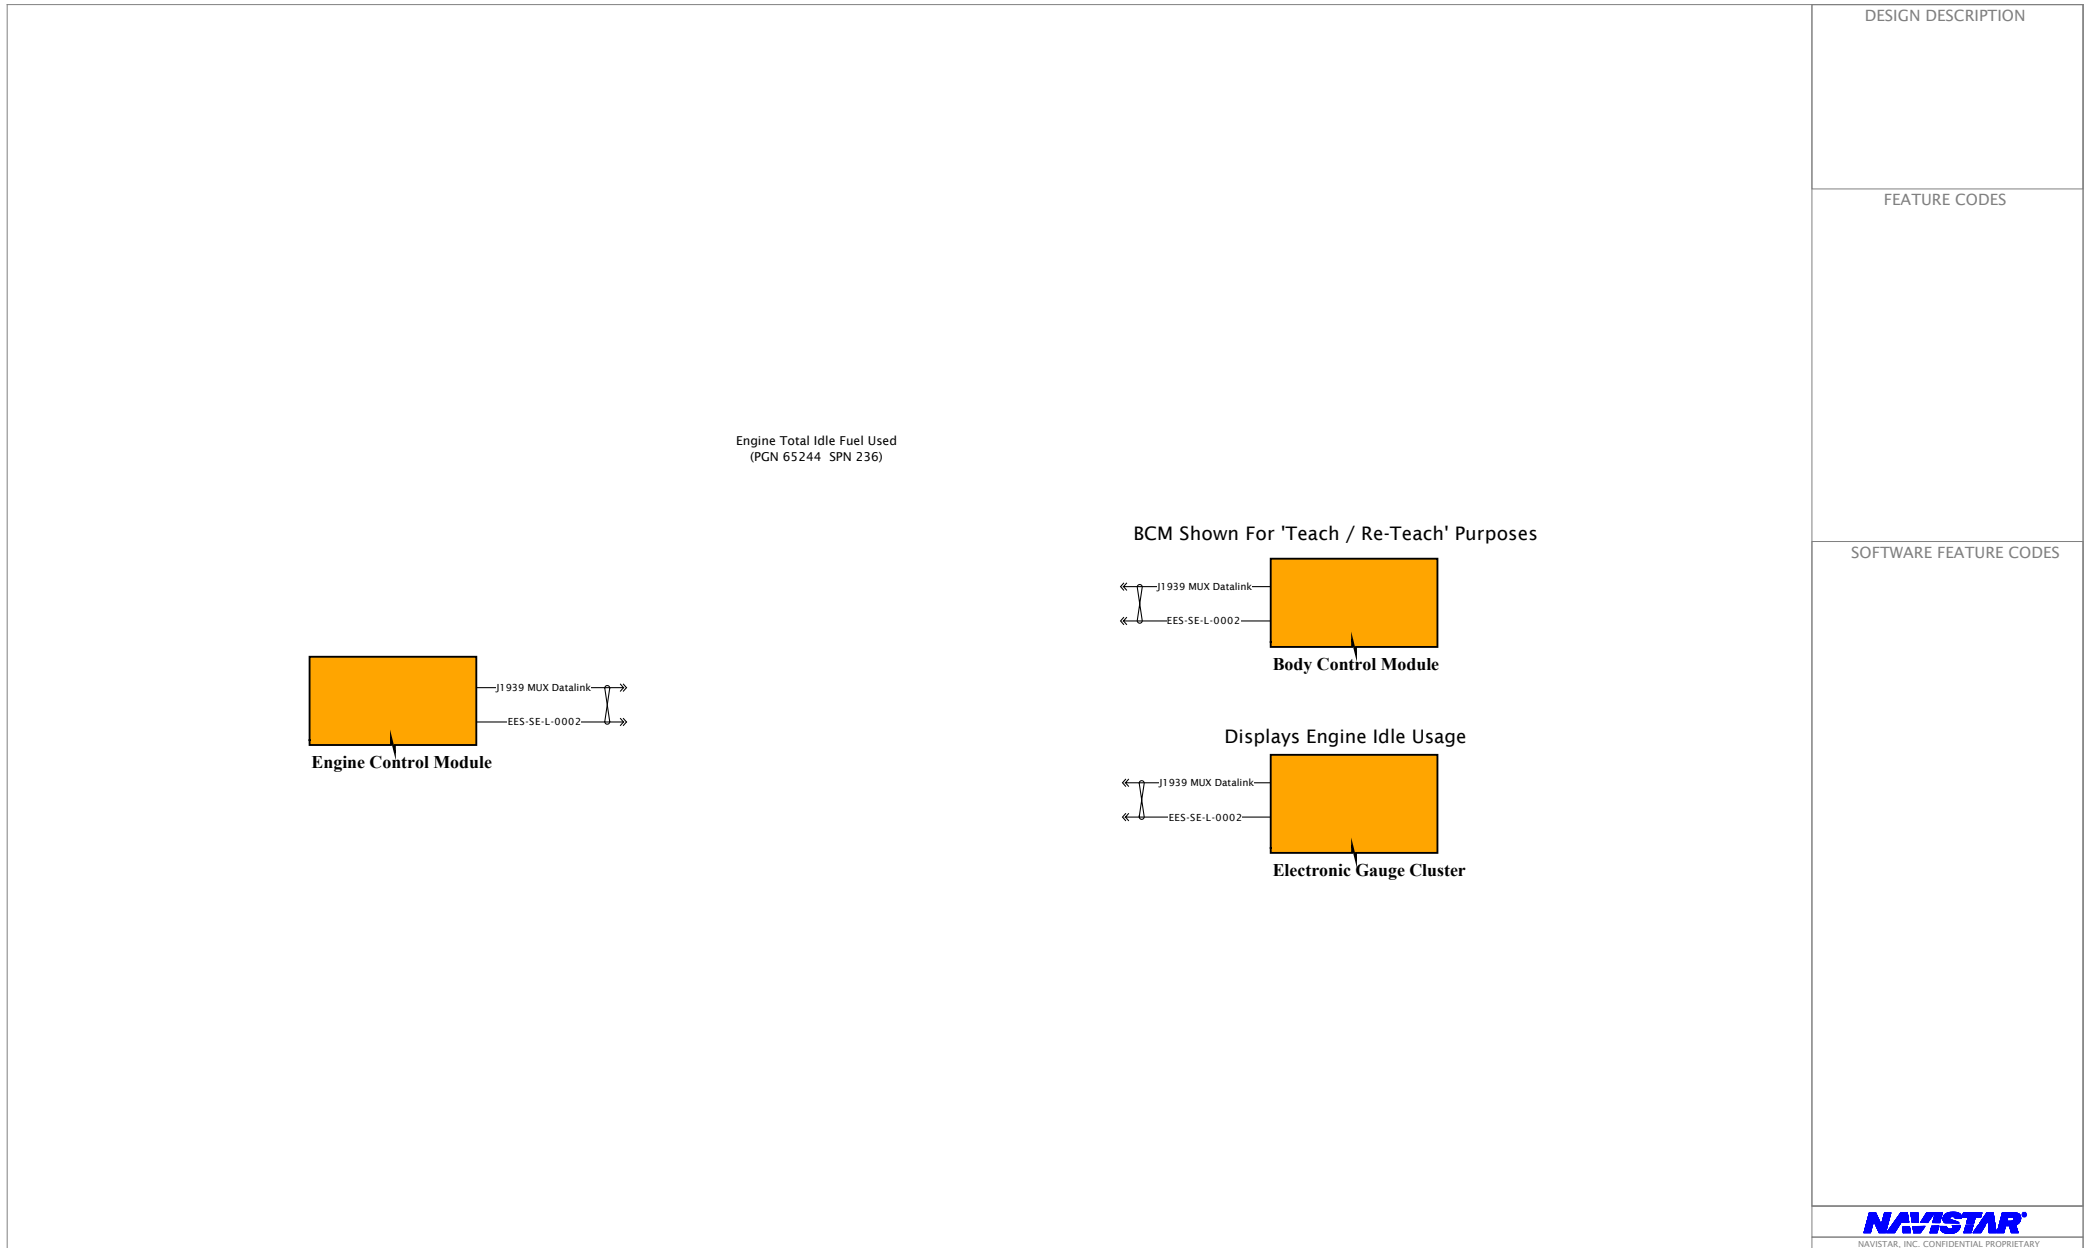 DESIGN DESCRIPTION
FEATURE CODES
Engine Total Idle Fuel Used
(PGN 65244  SPN 236)
BCM Shown For 'Teach / Re-Teach' Purposes
SOFTWARE FEATURE CODES
J1939 MUX Datalink
EES-SE-L-0002
Body Control Module
J1939 MUX Datalink
EES-SE-L-0002
Engine Control Module
Displays Engine Idle Usage
J1939 MUX Datalink
EES-SE-L-0002
Electronic Gauge Cluster
NAVISTAR®
NAVISTAR, INC. CONFIDENTIAL PROPRIETARY